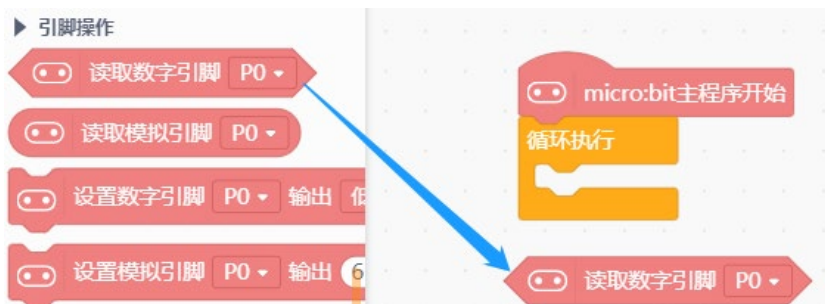 引脚操作
读取数字引脚 P0
读取模拟引脚 P0
设置数字引脚 P0 输出
设置模拟引脚 P0 输出 6
micro:bit主程序开始
循环执行
读取数字引脚 P0